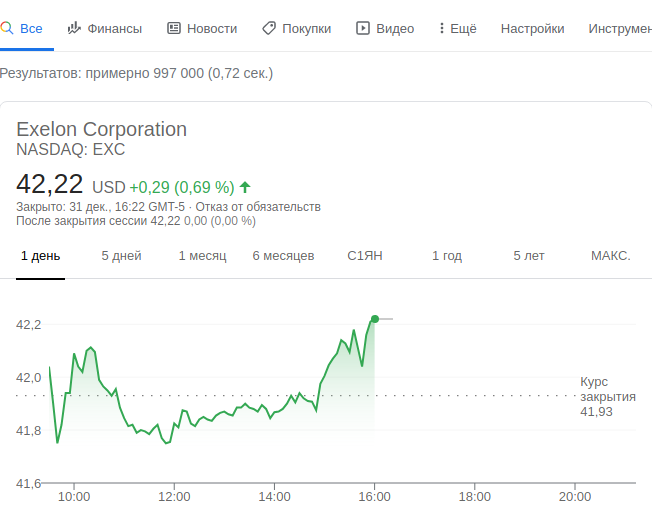 Все Финансы Новости Покупки Видео Ещё Настройки Инструмен
Результатов: примерно 997 000 (0,72 сек.)
Exelon Corporation
NASDAQ: EXC
42,22 USD +0,29 (0,69 %)
Закрыто: 31 дек., 16:22 GMT-5 · Отказ от обязательств
После закрытия сессии 42,22 0,00 (0,00 %)
1 день 5 дней 1 месяц 6 месяцев С1ЯН 1 год 5 лет МАКС.
42,2
42,0
41,8
41,6
Курс
закрытия
41,93
10:00 12:00 14:00 16:00 18:00 20:00